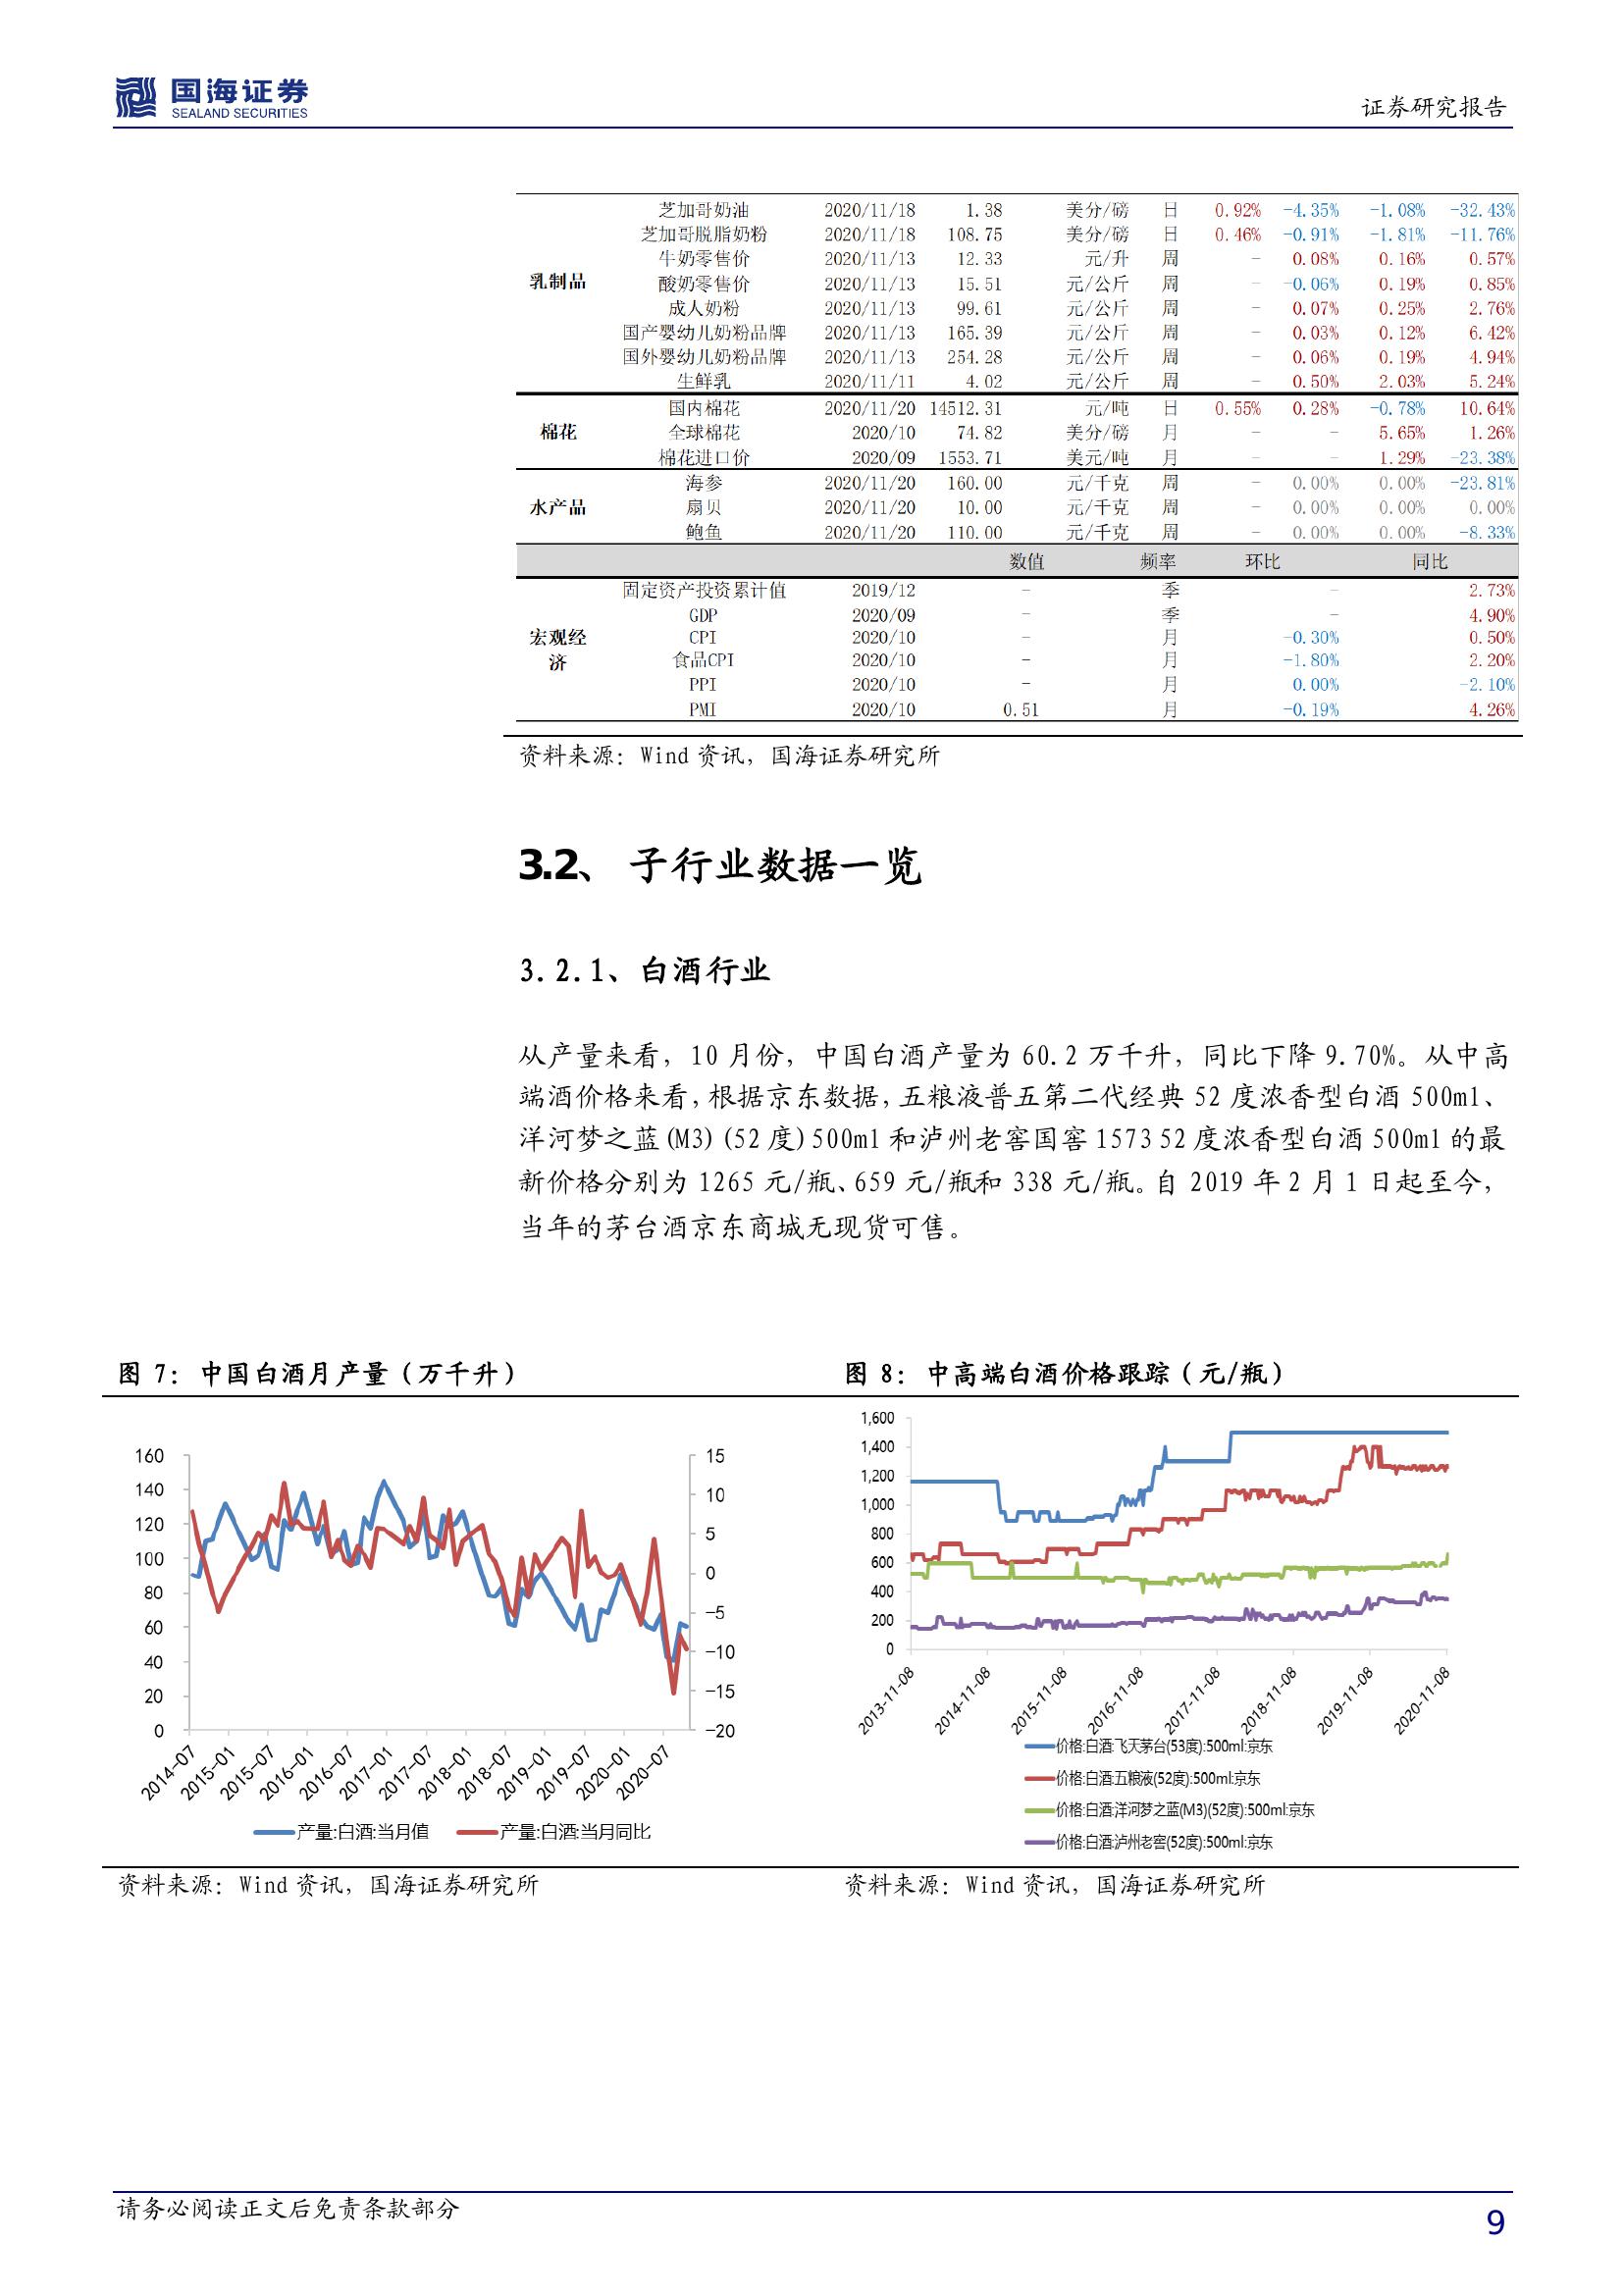 国海证券
SEALAND SECURITIES
证券研究报告
乳制品
芝加哥奶油 2020/11/18 1.38 美分/磅 日 0.92% -4.35% -1.08% -32.43%
芝加哥脱脂奶粉 2020/11/18 108.75 美分/磅 日 0.46% -0.91% -1.81% -11.76%
牛奶零售价 2020/11/13 12.33 元/升 周 - 0.08% 0.16% 0.57%
酸奶零售价 2020/11/13 15.51 元/公斤 周 - -0.06% 0.19% 0.85%
成人奶粉 2020/11/13 99.61 元/公斤 周 - 0.07% 0.25% 2.76%
国产婴幼儿奶粉品牌 2020/11/13 165.39 元/公斤 周 - 0.03% 0.12% 6.42%
国外婴幼儿奶粉品牌 2020/11/13 254.28 元/公斤 周 - 0.06% 0.19% 4.94%
生鲜乳 2020/11/11 4.02 元/公斤 周 - 0.50% 2.03% 5.24%
棉花
国内棉花 2020/11/20 14512.31 元/吨 日 0.55% 0.28% -0.78% 10.64%
全球棉花 2020/10 74.82 美分/磅 月 - - 5.65% 1.26%
棉花进口价 2020/09 1553.71 美元/吨 月 - - 1.29% -23.38%
水产品
海参 2020/11/20 160.00 元/千克 周 - 0.00% 0.00% -23.81%
扇贝 2020/11/20 10.00 元/千克 周 - 0.00% 0.00% 0.00%
鲍鱼 2020/11/20 110.00 元/千克 周 - 0.00% 0.00% -8.33%
数值 频率 环比 同比
宏观经
济
固定资产投资累计值 2019/12 - 季 - 2.73%
GDP 2020/09 - 季 - 4.90%
CPI 2020/10 - 月 -0.30% 0.50%
食品CPI 2020/10 - 月 -1.80% 2.20%
PPI 2020/10 - 月 0.00% -2.10%
PMI 2020/10 0.51 月 -0.19% 4.26%
资料来源：Wind 资讯，国海证券研究所
3.2、 子行业数据一览
3.2.1、白酒行业
从产量来看，10 月份，中国白酒产量为 60.2 万千升，同比下降 9.70%。从中高
端酒价格来看，根据京东数据，五粮液普五第二代经典 52 度浓香型白酒 500ml、
洋河梦之蓝(M3)(52 度)500ml 和泸州老窖国窖 1573 52 度浓香型白酒 500ml 的最
新价格分别为 1265 元/瓶、659 元/瓶和 338 元/瓶。自 2019 年 2 月 1 日起至今，
当年的茅台酒京东商城无现货可售。
图 7：中国白酒月产量（万千升）
160
140
120
100
80
60
40
20
0
15
10
5
0
-5
-10
-15
-20
2014-07 2015-01 2015-07 2016-01 2016-07 2017-01 2017-07 2018-01 2018-07 2019-01 2019-07 2020-01 2020-07
产量:白酒:当月值 产量:白酒:当月同比
资料来源：Wind 资讯，国海证券研究所
图 8：中高端白酒价格跟踪（元/瓶）
1,600
1,400
1,200
1,000
800
600
400
200
0
2013-11-08 2014-11-08 2015-11-08 2016-11-08 2017-11-08 2018-11-08 2019-11-08 2020-11-08
价格:白酒:飞天茅台(53度):500ml:京东
价格:白酒:五粮液(52度):500ml:京东
价格:白酒:洋河梦之蓝(M3)(52度):500ml:京东
价格:白酒:泸州老窖(52度):500ml:京东
资料来源：Wind 资讯，国海证券研究所
请务必阅读正文后免责条款部分
9